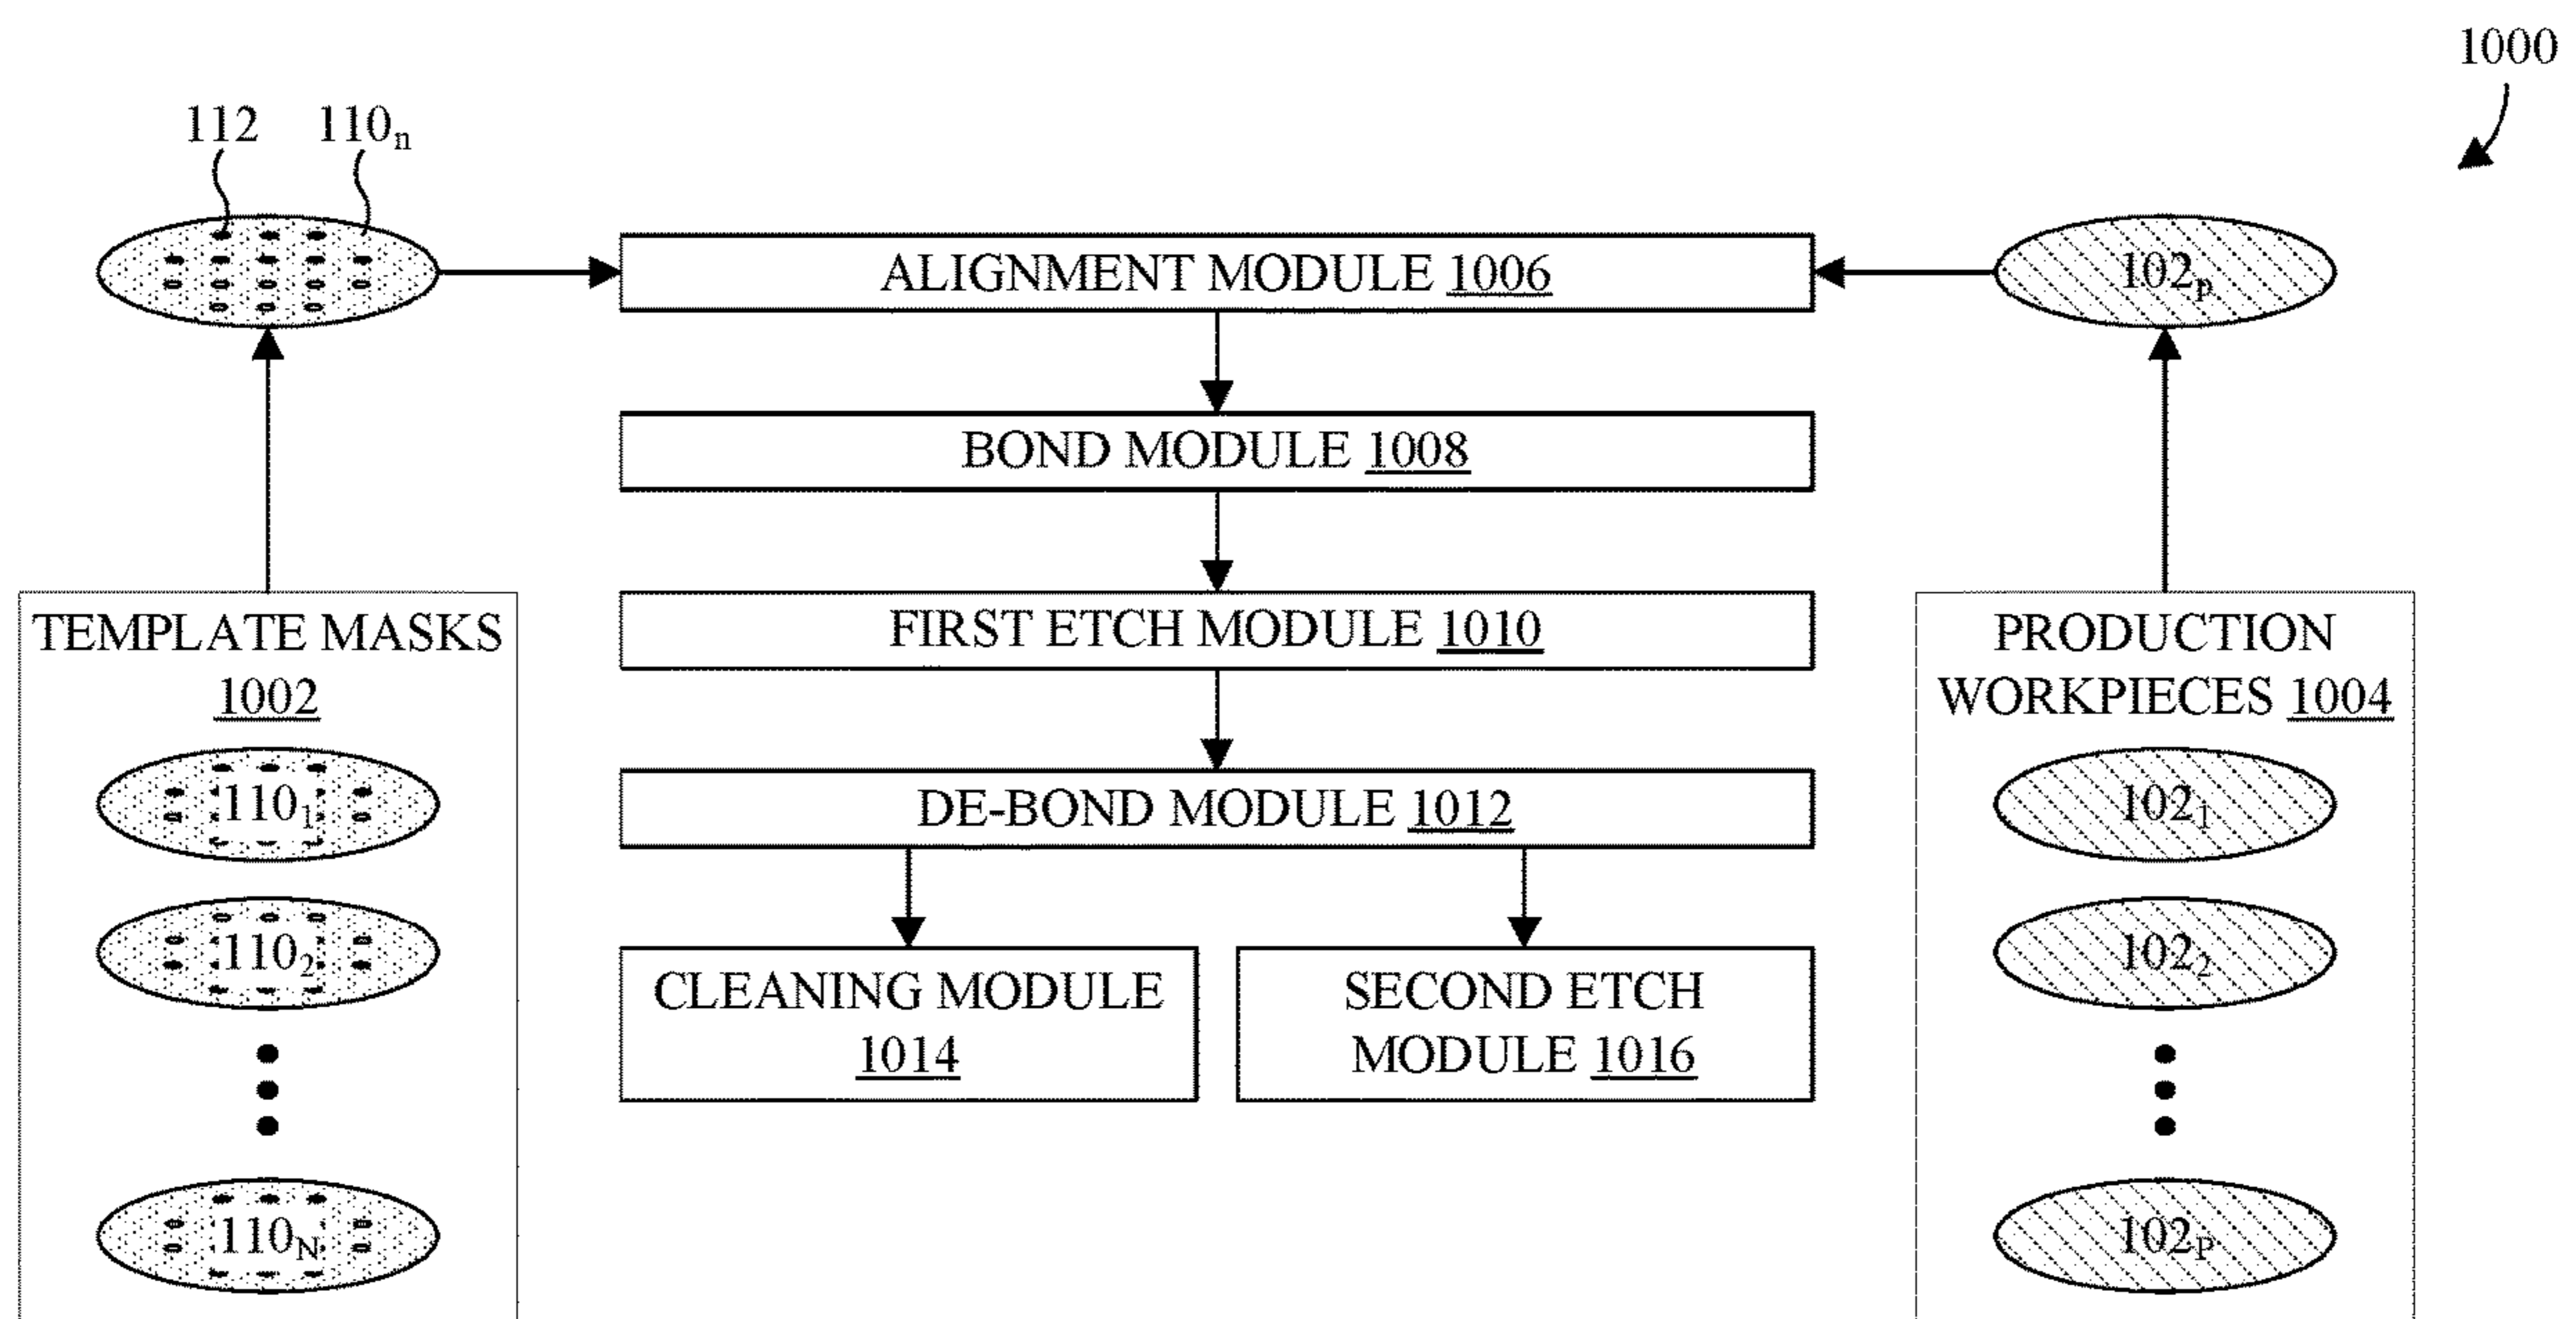 1000
112 110n
ALIGNMENT MODULE 1006
102p
BOND MODULE 1008
FIRST ETCH MODULE 1010
DE-BOND MODULE 1012
CLEANING MODULE
1014
SECOND ETCH
MODULE 1016
TEMPLATE MASKS
1002
1101
1102
110N
PRODUCTION
WORKPIECES 1004
1021
1022
102P